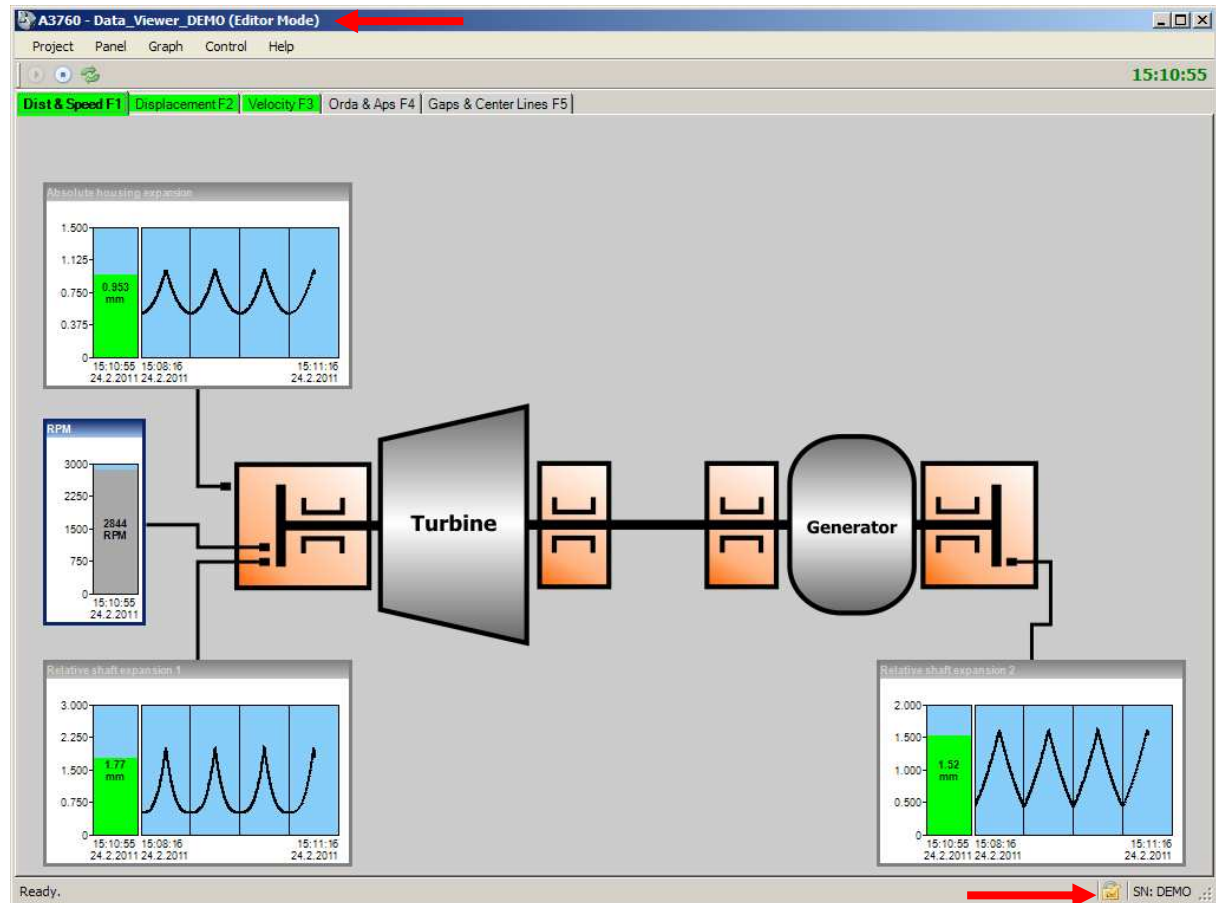 A3760 - Data_Viewer_DEMO (Editor Mode)
Project Panel Graph Control Help
15:10:55
Dist & Speed F1 Displacement F2 Velocity F3 Orda & Aps F4 Gaps & Center Lines F5
Absolute housing expansion
1.500
1.125
0.750
0.375
0
0.953
mm
15:10:55 15:08:16 15:11:16
24.2.2011 24.2.2011 24.2.2011
RPM
3000
2250
1500
750
0
2844
RPM
15:10:55
24.2.2011
Turbine
Generator
Relative shaft expansion 1
3.000
2.250
1.500
0.750
0
1.77
mm
15:10:55 15:08:16 15:11:16
24.2.2011 24.2.2011 24.2.2011
Relative shaft expansion 2
2.000
1.500
1.000
0.500
0
1.52
mm
15:10:55 15:08:16 15:11:16
24.2.2011 24.2.2011 24.2.2011
Ready.
SN: DEMO